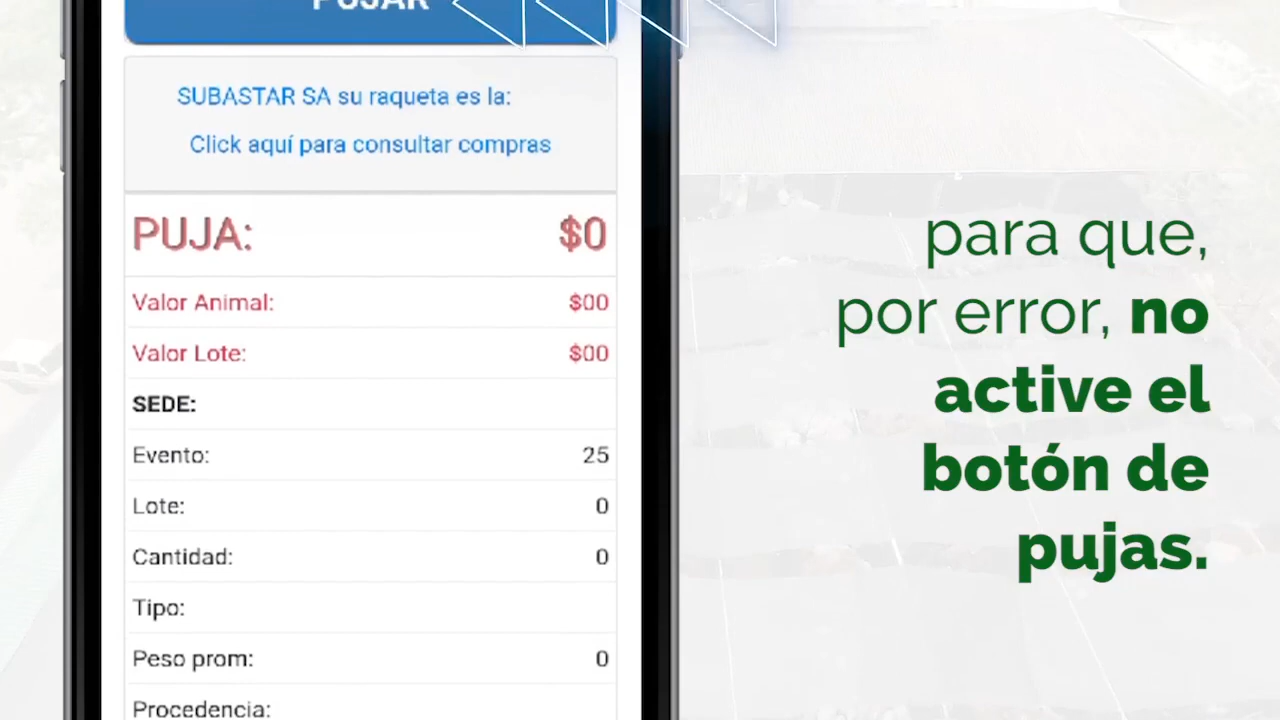 PUJAR
SUBASTAR SA su raqueta es la:
Click aquí para consultar compras
PUJA: $0
Valor Animal: $00
Valor Lote: $00
SEDE:
Evento: 25
Lote: 0
Cantidad: 0
Tipo:
Peso prom: 0
Procedencia:
para que,
por error, no
active el
botón de
pujas.